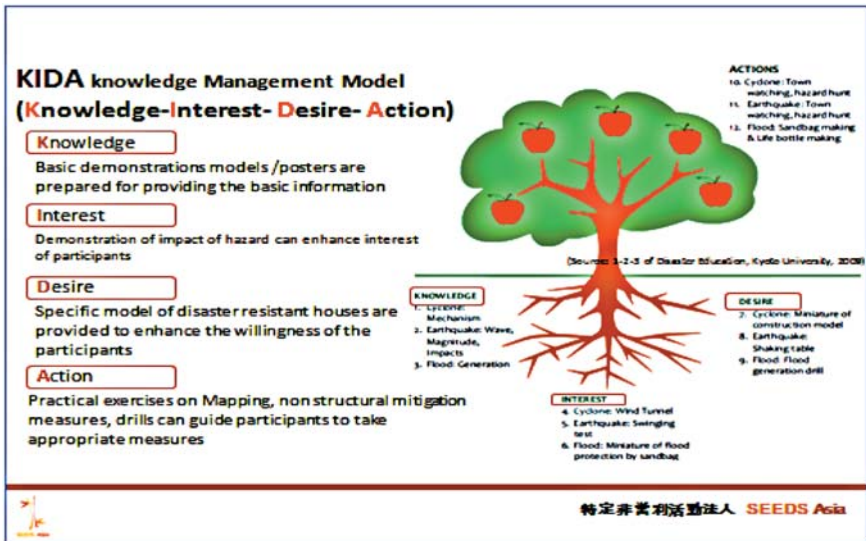 KIDA knowledge Management Model
(Knowledge-Interest- Desire- Action)
Knowledge
Basic demonstrations models /posters are
prepared for providing the basic information
Interest
Demonstration of impact of hazard can enhance interest
of participants
Desire
Specific model of disaster resistant houses are
provided to enhance the willingness of the
participants
Action
Practical exercises on Mapping, non structural mitigation
measures, drills can guide participants to take
appropriate measures
ACTIONS
10. Cyclone: Town
watching, hazard hunt
11. Earthquake: Town
watching, hazard hunt
12. Flood: Sandbag making
& Life bottle making
(Source: 1-2-3 of Disaster Education, Kyoto University, 2009)
KNOWLEDGE
1. Cyclone:
Mechanism
2. Earthquake: Wave,
Magnitude,
Impacts
3. Flood: Generation
INTEREST
4. Cyclone: Wind Tunnel
5. Earthquake: Swinging
test
6. Flood: Miniature of flood
protection by sandbag
DESIRE
7. Cyclone: Miniature of
construction model
8. Earthquake:
Shaking table
9. Flood: Flood
generation drill
SEEDS Asia
特定非営利活動法人 SEEDS Asia